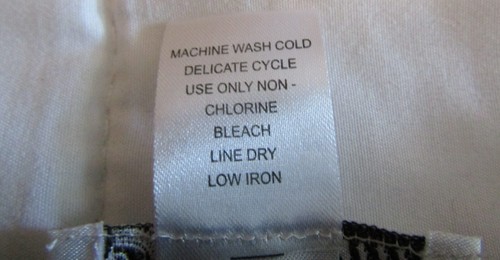 MACHINE WASH COLD
DELICATE CYCLE
USE ONLY NON -
CHLORINE
BLEACH
LINE DRY
LOW IRON